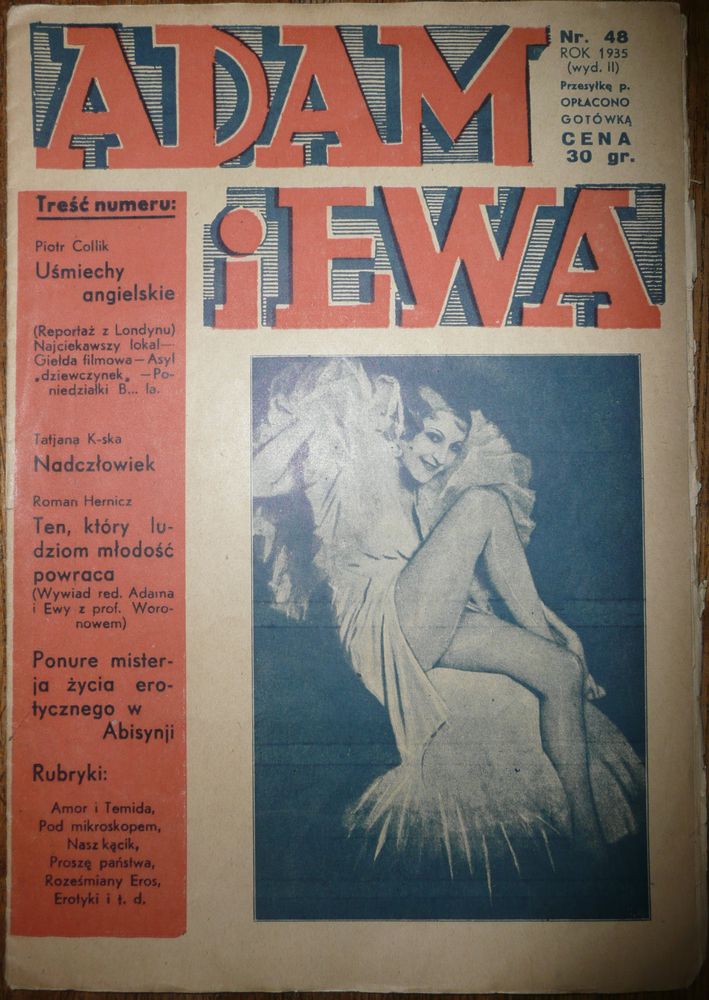 ADAM
i EWA
Nr. 48
ROK 1935
(wyd. II)
Przesyłkę p.
OPŁACONO
GOTÓWKĄ
CENA
30 gr.
Treść numeru:
Piotr Collik
Uśmiechy
angielskie
(Reportaż z Londynu)
Najciekawszy lokal—
Giełda filmowa—Asyl
„dziewczynek„ —Po-
niedziałki B... la.
Tatjana K-ska
Nadczłowiek
Roman Hernicz
Ten, który lu-
dziom młodość
powraca
(Wywiad red. Adama
i Ewy z prof. Woro-
nowem)
Ponure mister-
ja życia ero-
tycznego w
Abisynji
Rubryki:
Amor i Temida,
Pod mikroskopem,
Nasz kącik,
Proszę państwa,
Roześmiany Eros,
Erotyki i t. d.